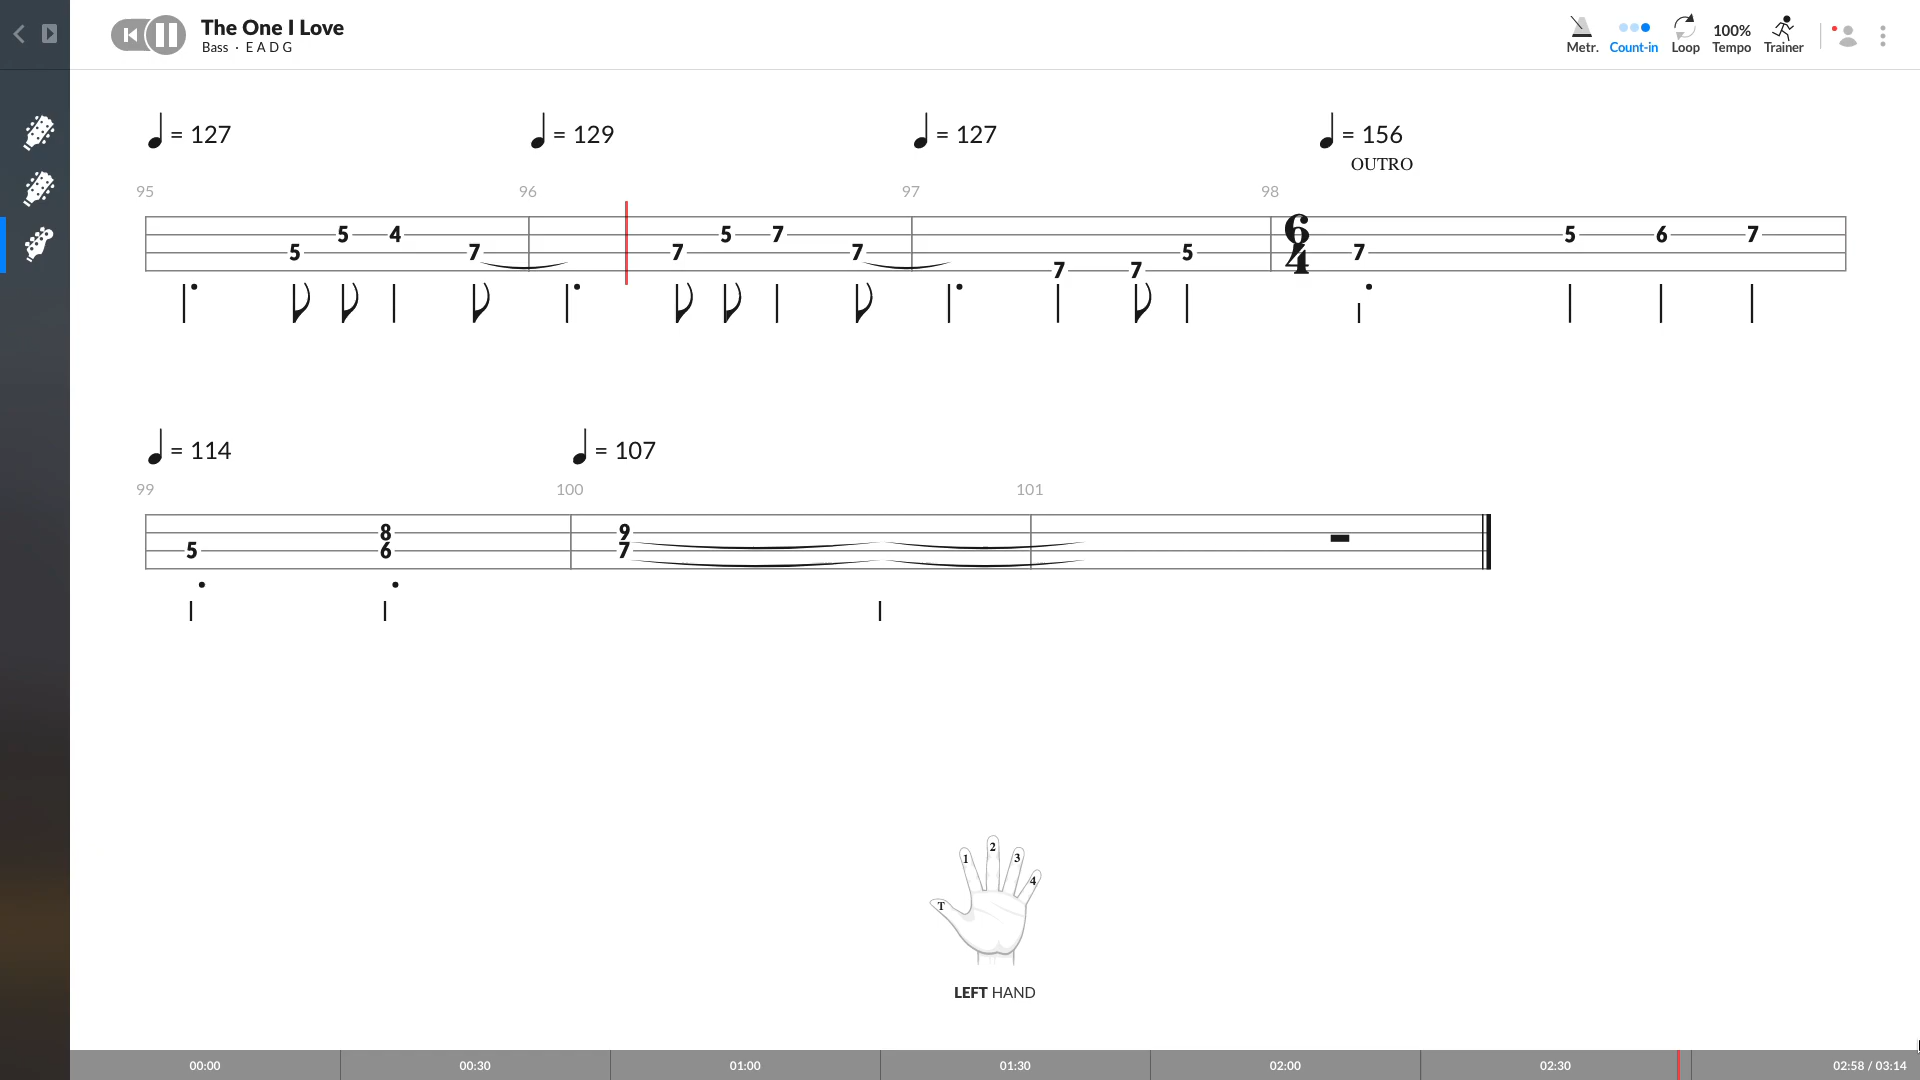 The One I Love
Bass · E A D G
Metr.
Count-in
Loop
100%
Tempo
Trainer
= 127
= 129
= 127
= 156
OUTRO
95
96
97
98
5 5 4 7 7 5 7 7 7 7 5 6/4 7 5 6 7
= 114
= 107
99
100
101
5 8 6 9 7
T 1 2 3 4
LEFT HAND
00:00
00:30
01:00
01:30
02:00
02:30
02:58 / 03:14